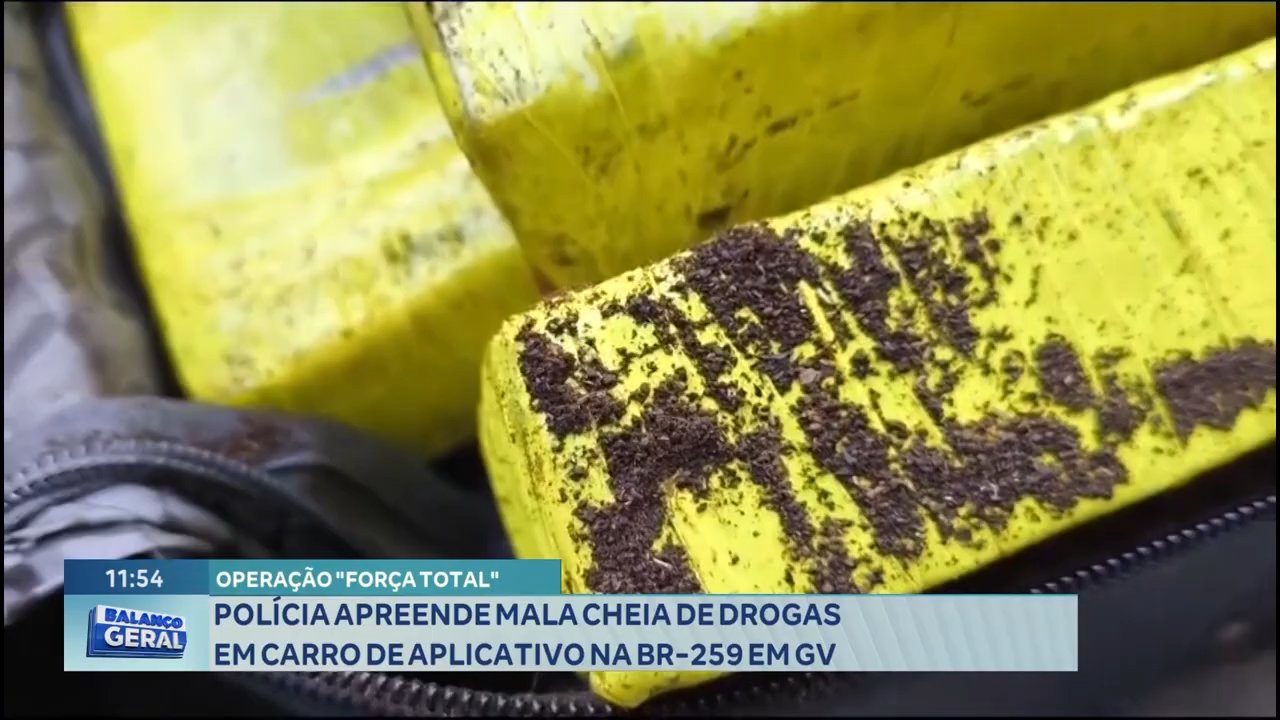 11:54
OPERAÇÃO "FORÇA TOTAL"
BALANÇO
GERAL
POLÍCIA APREENDE MALA CHEIA DE DROGAS
EM CARRO DE APLICATIVO NA BR-259 EM GV